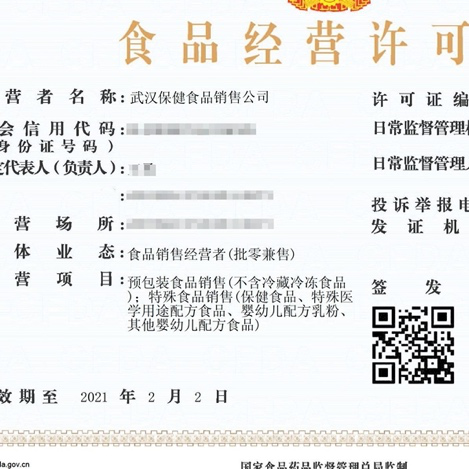 食品经营许可
营者名称:武汉保健食品销售公司
会信用代码
身份证号码)
定代表人(负责人):
营场所:
体业态:食品销售经营者(批零兼售)
营项目:预包装食品销售(不含冷藏冷冻食品
);特殊食品销售(保健食品、特殊医
学用途配方食品、婴幼儿配方乳粉、
其他婴幼儿配方食品)
许可证编
日常监督管理
日常监督管理
投诉举报电
发证机
签发
效期至 2021 年 2 月 2 日
da.gov.cn
国家食品药品监督管理总局监制